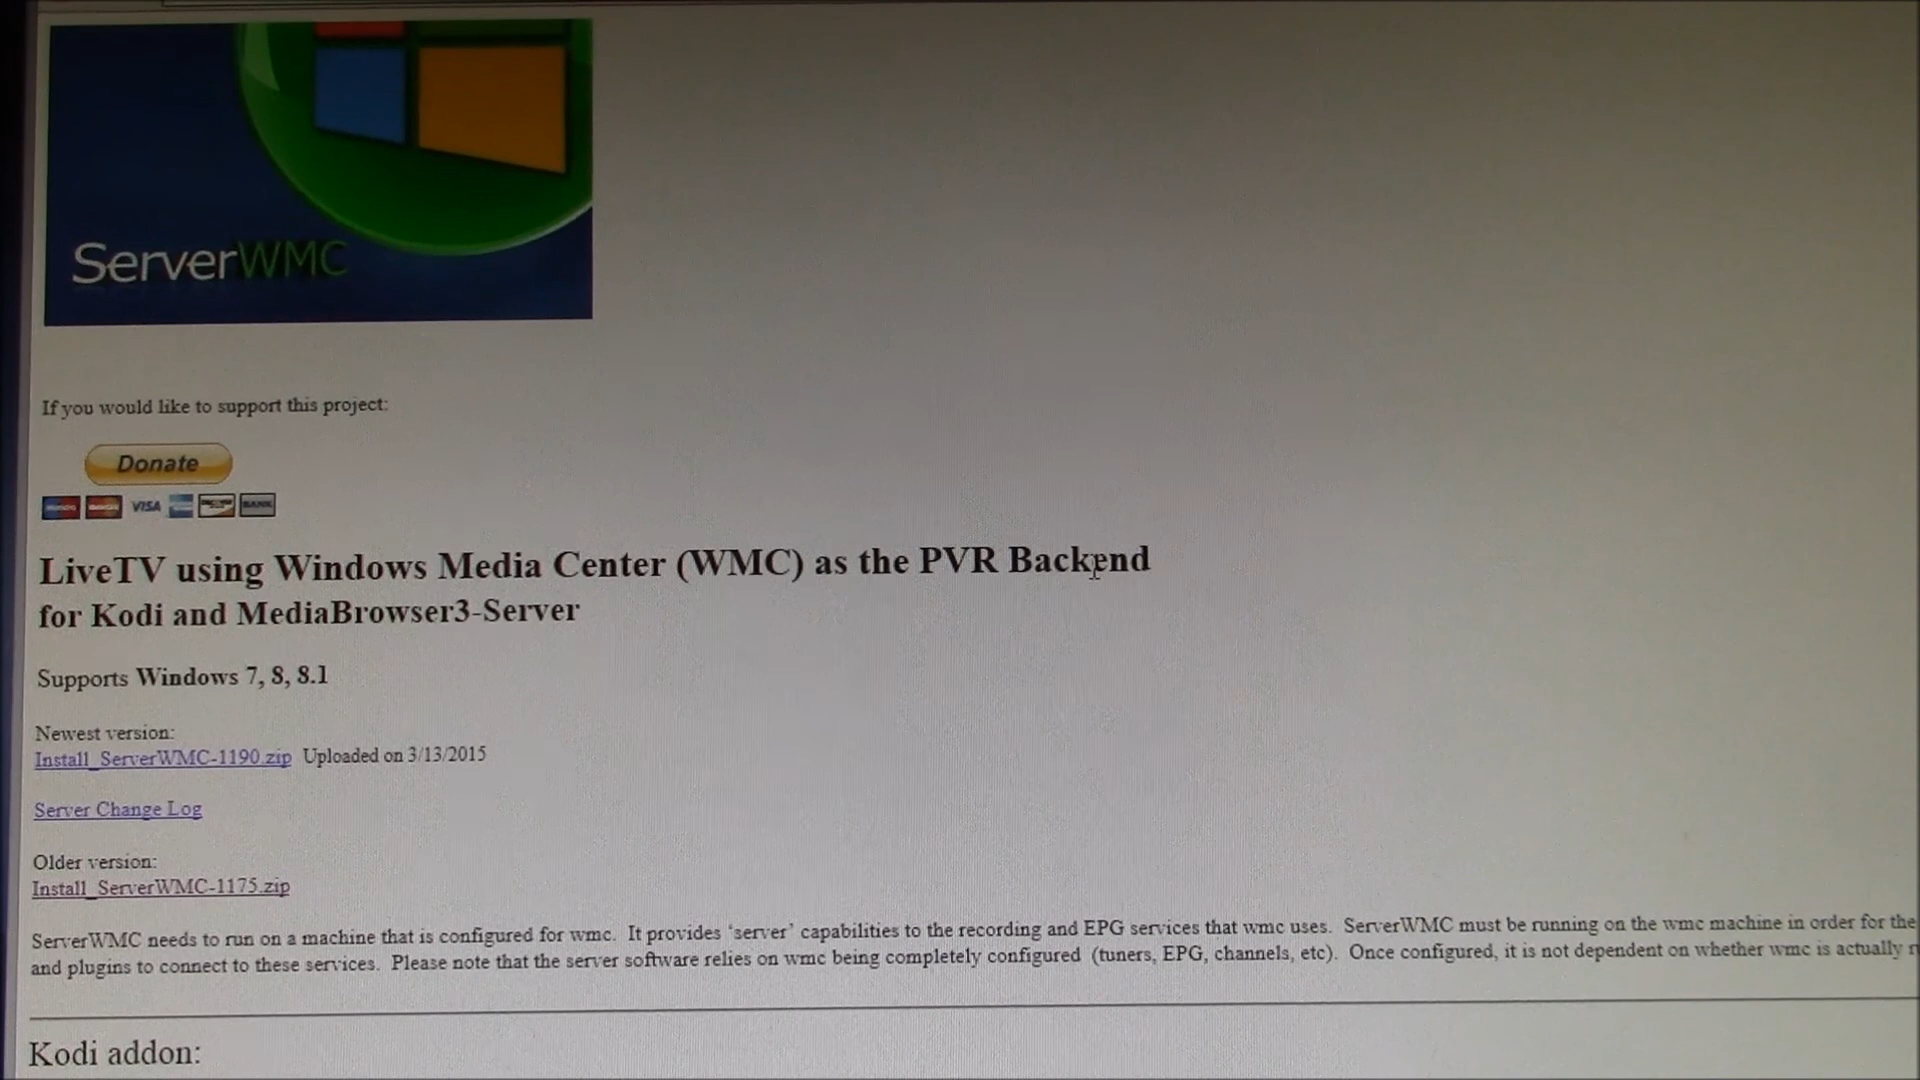 ServerWMC
If you would like to support this project:
Donate
VISA
BANK
LiveTV using Windows Media Center (WMC) as the PVR Backend
for Kodi and MediaBrowser3-Server
Supports Windows 7, 8, 8.1
Newest version:
Install_ServerWMC-1190.zip Uploaded on 3/13/2015
Server Change Log
Older version:
Install_ServerWMC-1175.zip
ServerWMC needs to run on a machine that is configured for wmc. It provides 'server' capabilities to the recording and EPG services that wmc uses. ServerWMC must be running on the wmc machine in order for the
and plugins to connect to these services. Please note that the server software relies on wmc being completely configured (tuners, EPG, channels, etc). Once configured, it is not dependent on whether wmc is actually
Kodi addon: